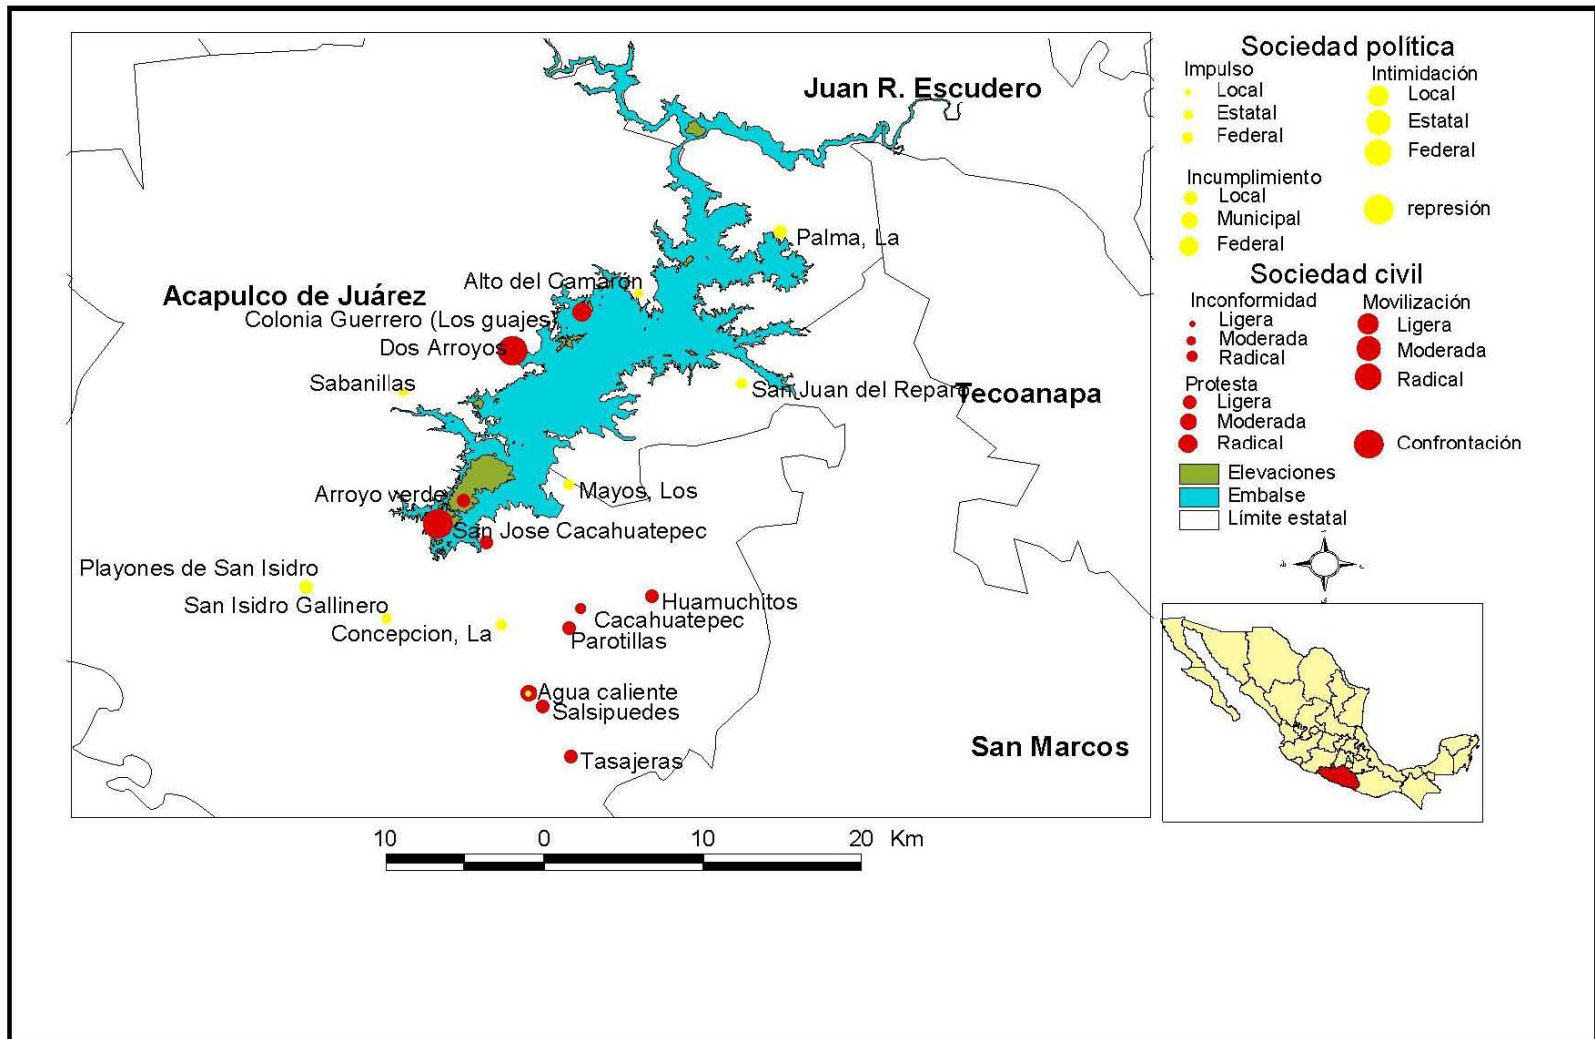 Juan R. Escudero
Palma, La
Alto del Camaron
Acapulco de Juárez
Colonia Guerrero (Los guajes)
Dos Arroyos
Sabanillas
San Juan del Reparo
Tecoanapa
Arroyo verde
Mayos, Los
San Jose Cacahuatepec
Playones de San Isidro
San Isidro Gallinero
Huamuchitos
Cacahuatepec
Concepcion, La
Parotillas
Agua caliente
Salsipuedes
San Marcos
Tasajeras
10 0 10 20 Km
Sociedad política
Impulso
Local
Estatal
Federal
Intimidación
Local
Estatal
Federal
Incumplimiento
Local
Municipal
Federal
represión
Sociedad civil
Inconformidad
Ligera
Moderada
Radical
Movilización
Ligera
Moderada
Radical
Protesta
Ligera
Moderada
Radical
Confrontación
Elevaciones
Embalse
Límite estatal